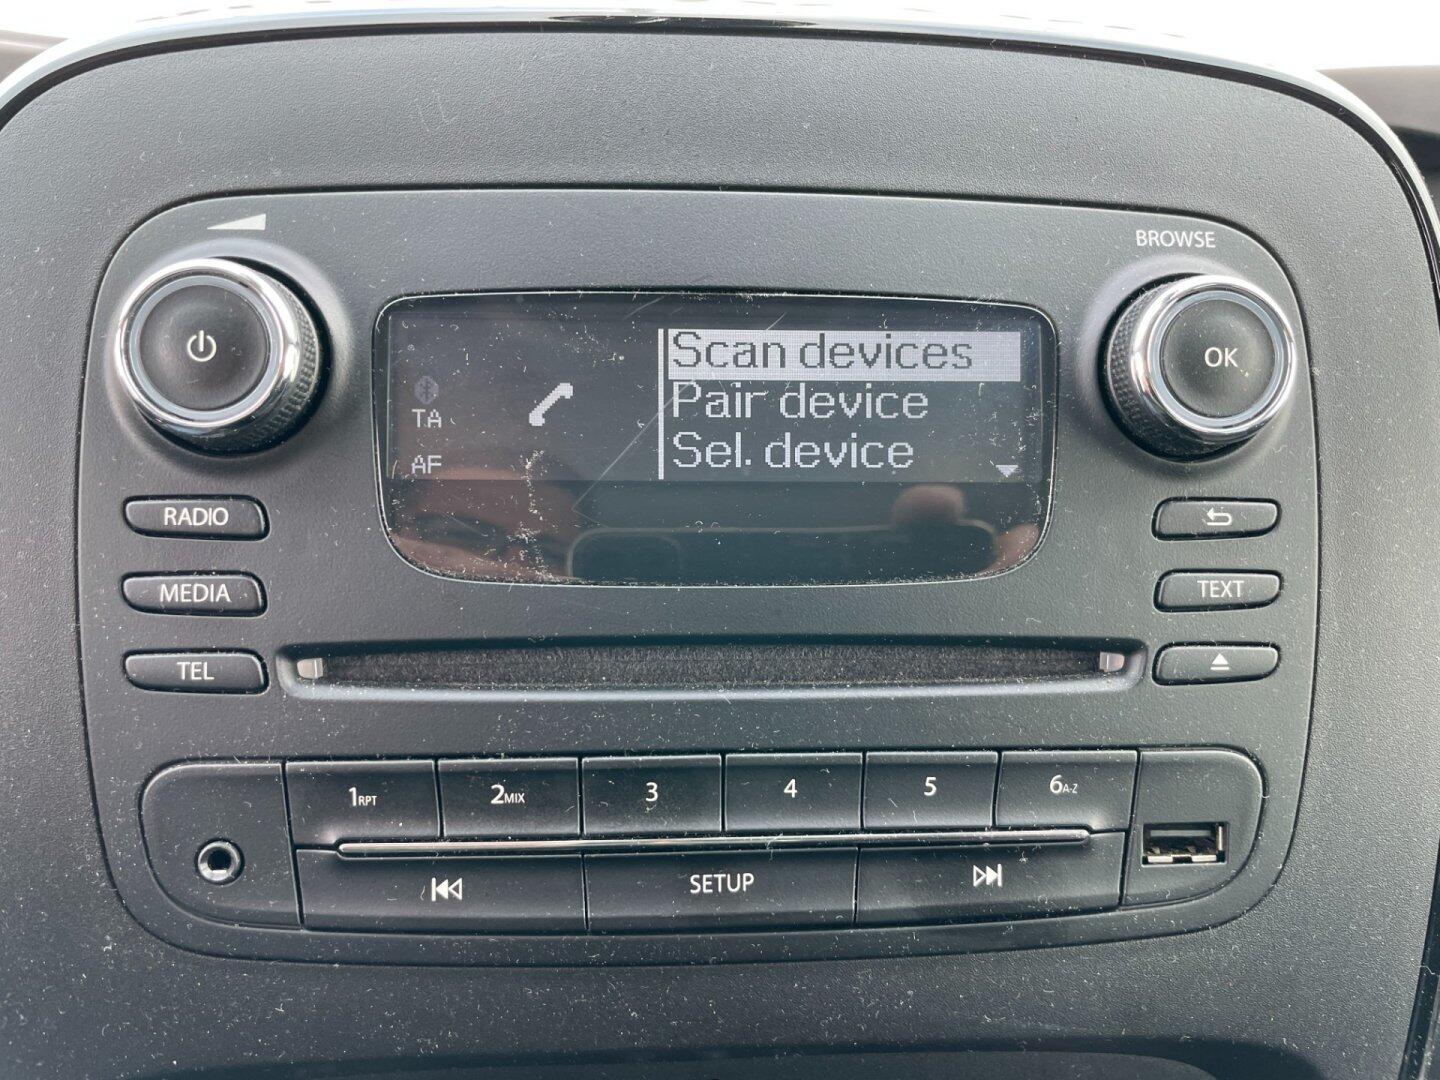 BROWSE
Scan devices
Pair device
Sel. device
TA
AF
OK
RADIO
MEDIA
TEXT
TEL
1RPT
2MIX
3
4
5
6A-Z
SETUP